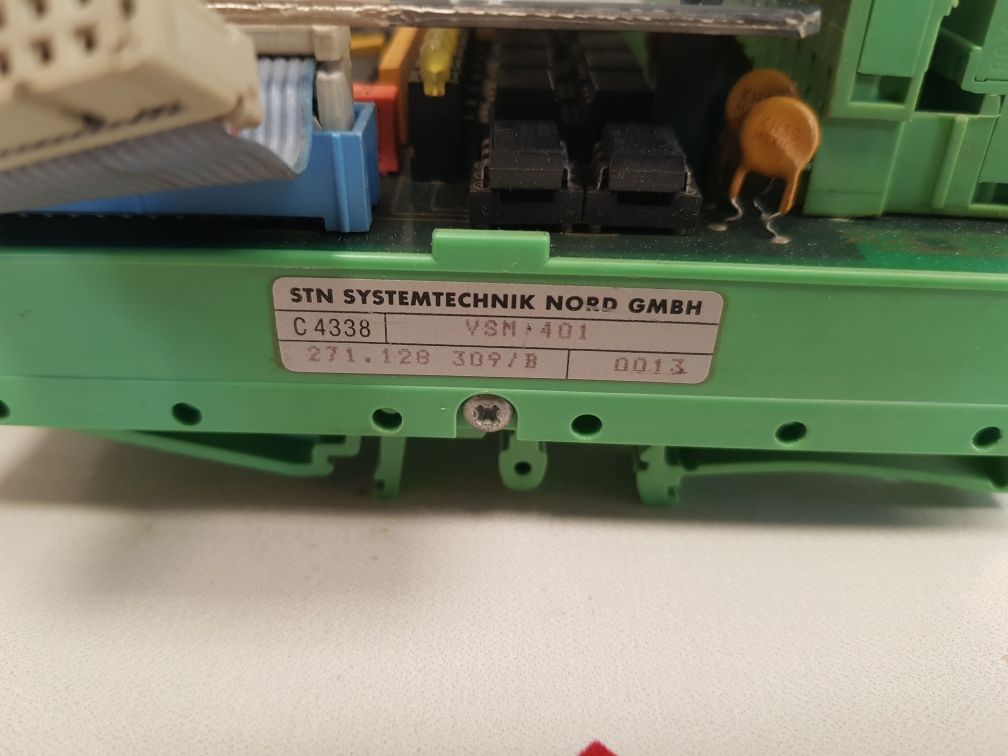 STN SYSTEMTECHNIK NORD GMBH
C 4338 VSM 401
271.128 309/B 0013